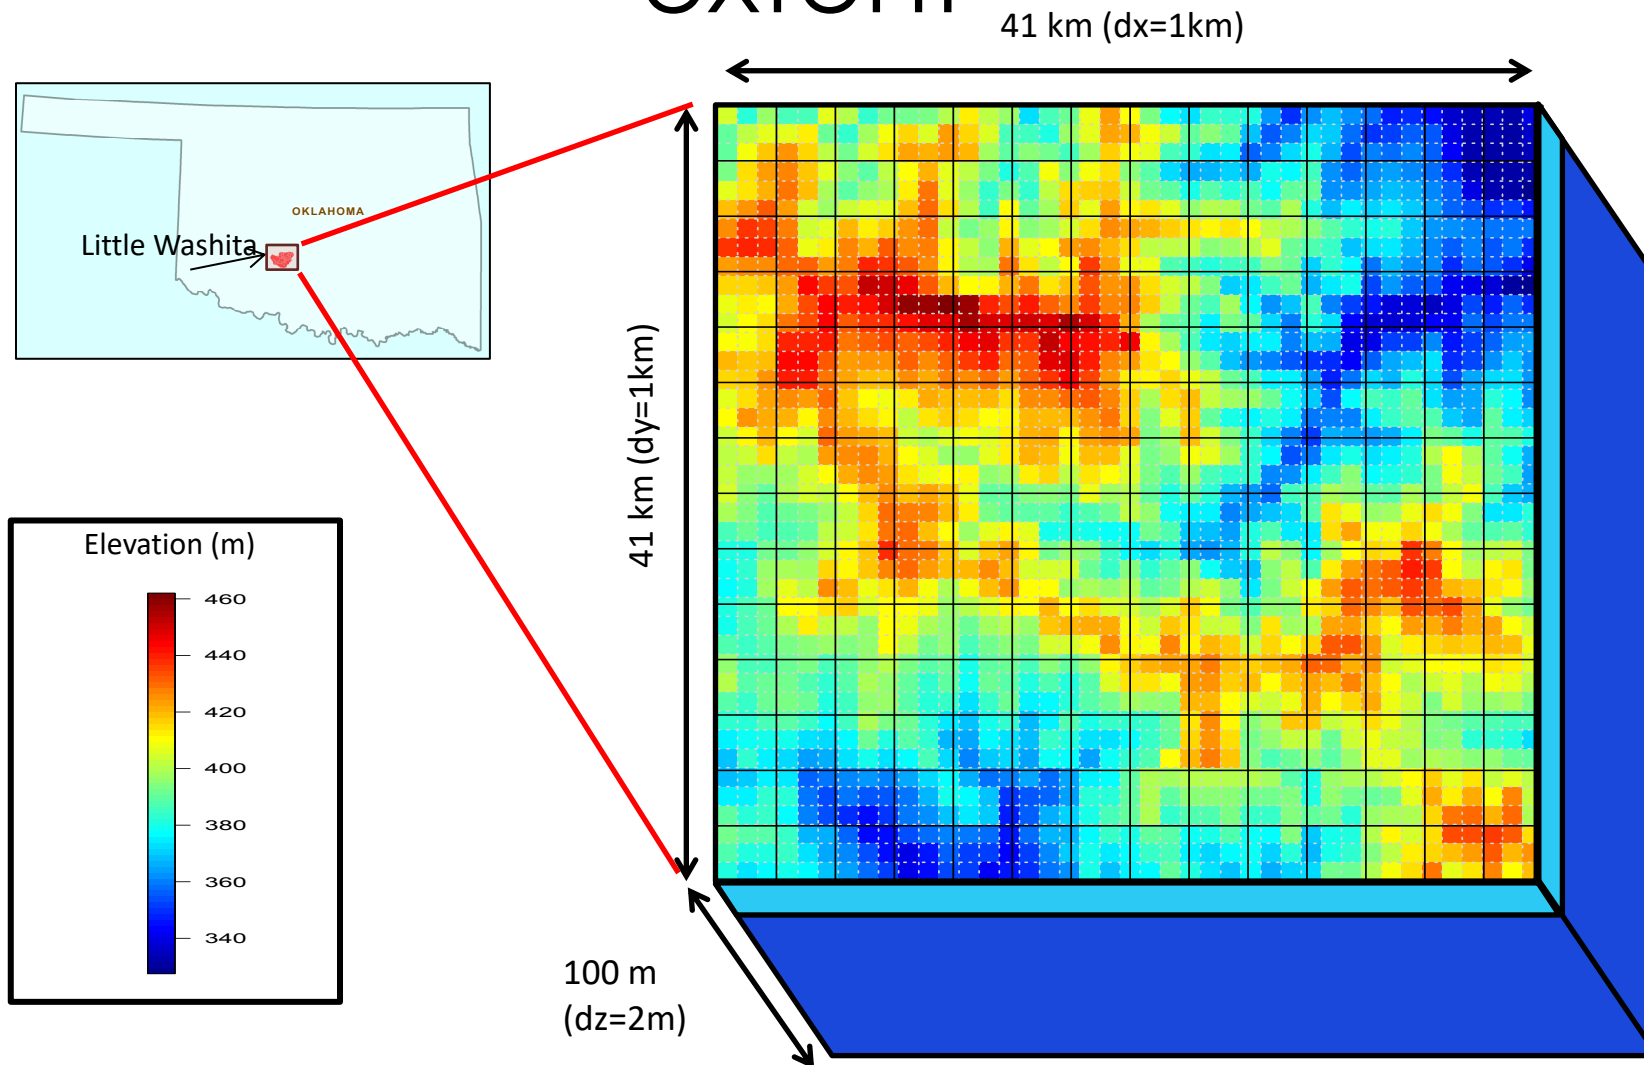 41 km (dx=1km)
OKLAHOMA
Little Washita
41 km (dy=1km)
Elevation (m)
460
440
420
400
380
360
340
100 m
(dz=2m)